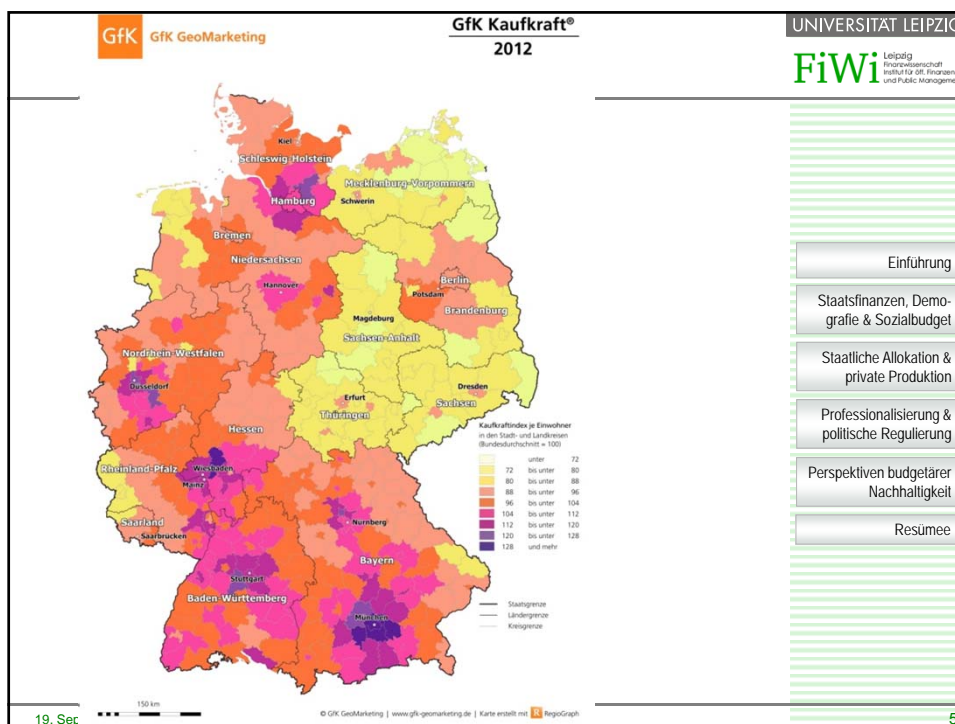 GfK GfK GeoMarketing
GfK Kaufkraft®
2012
UNIVERSITÄT LEIPZIG
FiWi
Leipzig
Finanzwissenschaft
Institut für öff. Finanzen
und Public Manageme
Kiel
Schleswig-Holstein
Mecklenburg-Vorpommern
Hamburg
Schwerin
Bremen
Niedersachsen
Berlin
Hannover
Potsdam
Brandenburg
Magdeburg
Sachsen-Anhalt
Nordrhein-Westfalen
Düsseldorf
Dresden
Erfurt
Sachsen
Thüringen
Hessen
Rheinland-Pfalz
Wiesbaden
Mainz
Saarland
Saarbrücken
Nürnberg
Bayern
Stuttgart
Baden-Württemberg
München
Kaufkraftindex je Einwohner
in den Stadt- und Landkreisen
(Bundesdurchschnitt = 100)
unter 72
72 bis unter 80
80 bis unter 88
88 bis unter 96
96 bis unter 104
104 bis unter 112
112 bis unter 120
120 bis unter 128
128 und mehr
Staatsgrenze
Ländergrenze
Kreisgrenze
Einführung
Staatsfinanzen, Demo-
grafie & Sozialbudget
Staatliche Allokation &
private Produktion
Professionalisierung &
politische Regulierung
Perspektiven budgetärer
Nachhaltigkeit
Resümee
150 km
19. Sep
© GfK GeoMarketing | www.gfk-geomarketing.de | Karte erstellt mit R RegioGraph
5